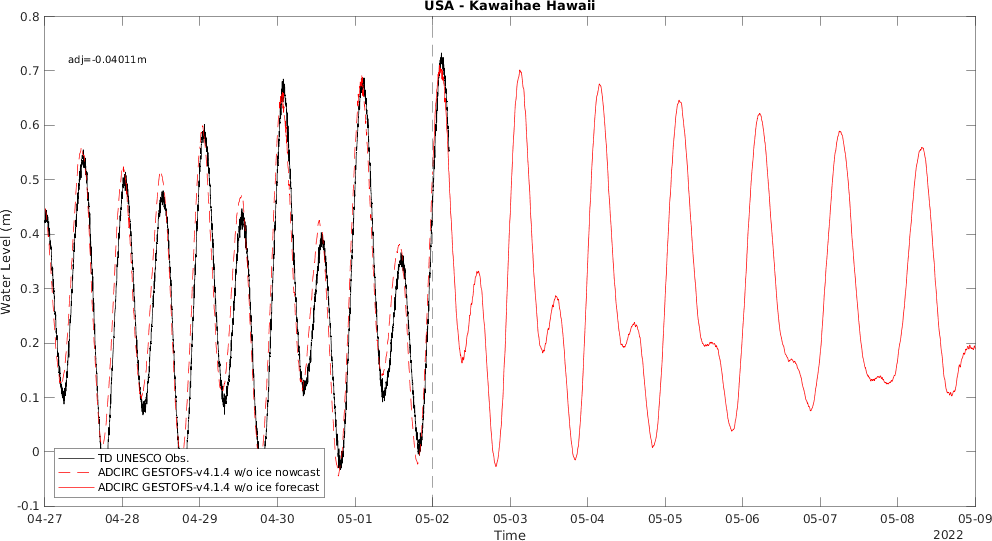 USA - Kawaihae Hawaii
0.8
0.7
0.6
0.5
0.4
0.3
0.2
0.1
0
-0.1
Water Level (m)
adj=-0.04011m
TD UNESCO Obs.
ADCIRC GESTOFS-v4.1.4 w/o ice nowcast
ADCIRC GESTOFS-v4.1.4 w/o ice forecast
04-27 04-28 04-29 04-30 05-01 05-02 05-03 05-04 05-05 05-06 05-07 05-08 05-09
Time
2022